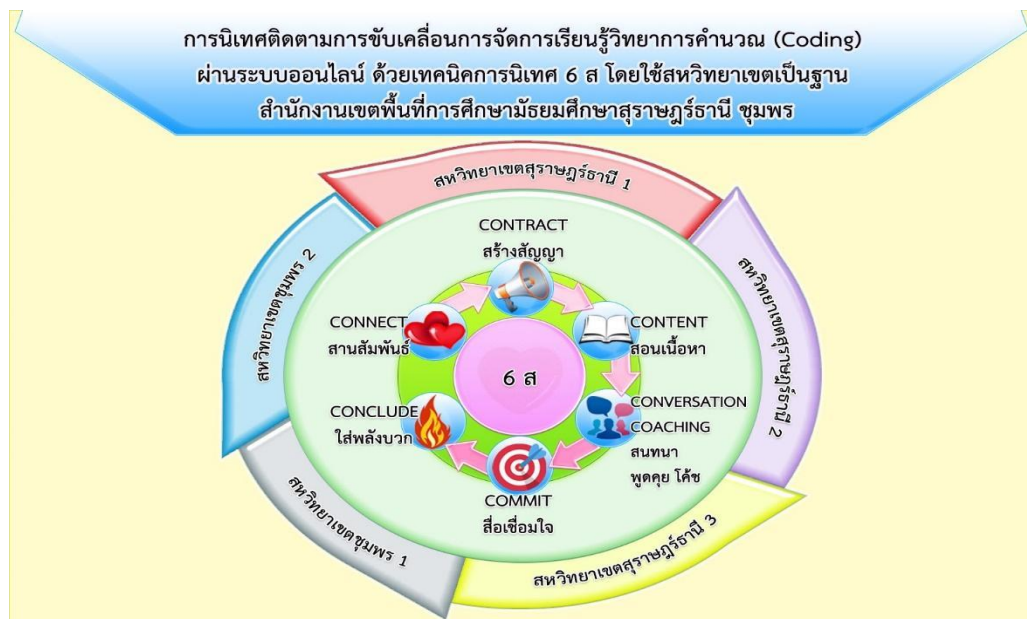 การนิเทศติดตามการขับเคลื่อนการจัดการเรียนรู้วิทยาการคำนวณ (Coding)
ผ่านระบบออนไลน์ ด้วยเทคนิคการนิเทศ 6 ส โดยใช้สหวิทยาเขตเป็นฐาน
สำนักงานเขตพื้นที่การศึกษามัธยมศึกษาสุราษฎร์ธานี ชุมพร
สหวิทยาเขตสุราษฎร์ธานี 1
สหวิทยาเขตสุราษฎร์ธานี 2
สหวิทยาเขตสุราษฎร์ธานี 3
สหวิทยาเขตชุมพร 1
สหวิทยาเขตชุมพร 2
CONTRACT
สร้างสัญญา
CONTENT
สอนเนื้อหา
CONVERSATION
COACHING
สนทนา
พูดคุย โค้ช
COMMIT
สื่อเชื่อมใจ
CONCLUDE
ใส่พลังบวก
CONNECT
สานสัมพันธ์
6 ส